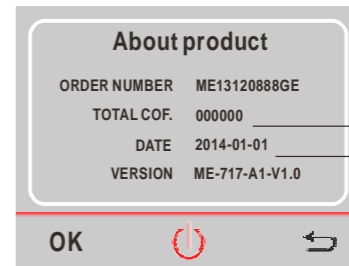 About product
ORDER NUMBER ME13120888GE
TOTAL COF. 000000
DATE 2014-01-01
VERSION ME-717-A1-V1.0
OK